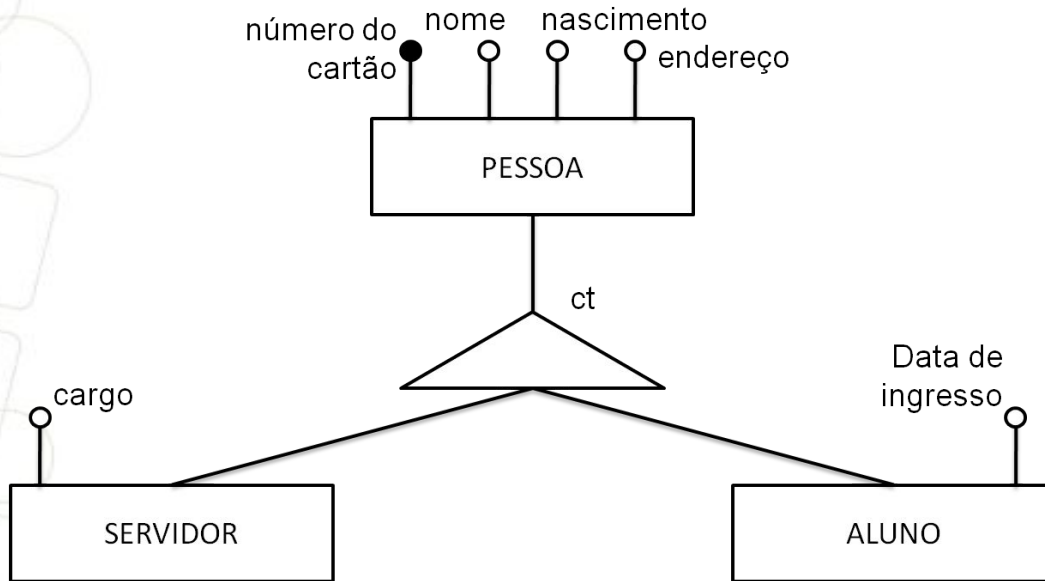 número do
cartão
nome
nascimento
endereço
PESSOA
ct
cargo
Data de
ingresso
SERVIDOR
ALUNO